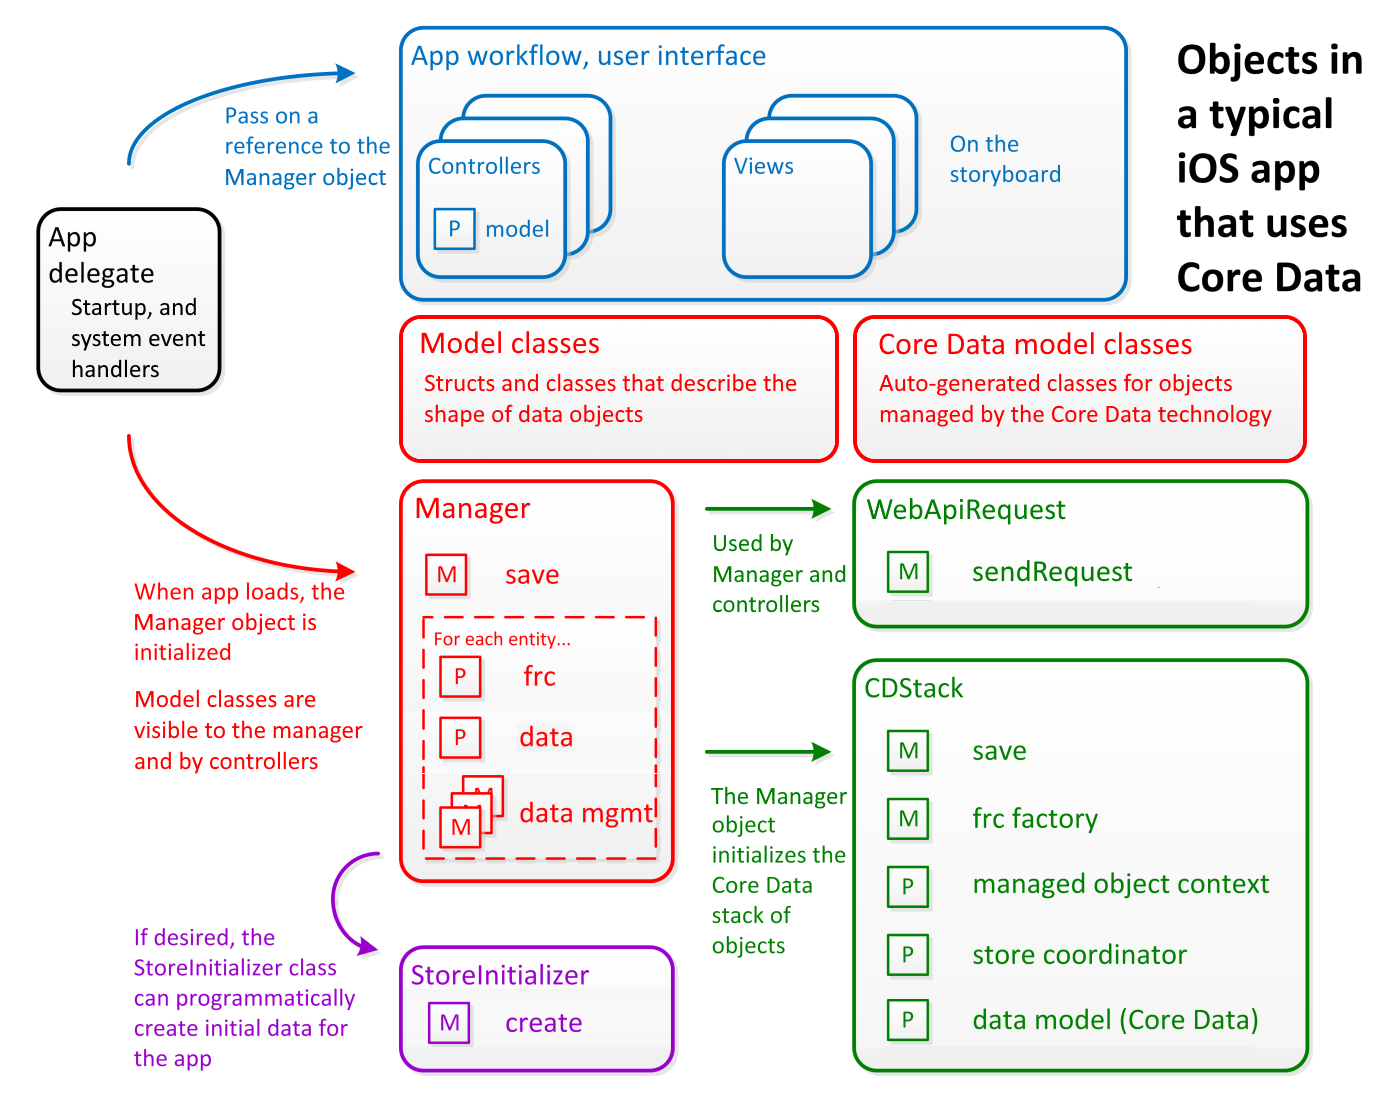 Objects in
a typical
iOS app
that uses
Core Data
App workflow, user interface
Pass on a
reference to the
Manager object
Controllers
P model
Views
On the
storyboard
App
delegate
Startup, and
system event
handlers
Model classes
Structs and classes that describe the
shape of data objects
Core Data model classes
Auto-generated classes for objects
managed by the Core Data technology
When app loads, the
Manager object is
initialized
Model classes are
visible to the manager
and by controllers
Manager
M save
For each entity...
P frc
P data
M data mgmt
Used by
Manager and
controllers
WebApiRequest
M sendRequest
The Manager
object
initializes the
Core Data
stack of
objects
CDStack
M save
M frc factory
P managed object context
P store coordinator
P data model (Core Data)
If desired, the
StoreInitializer class
can programmatically
create initial data for
the app
StoreInitializer
M create